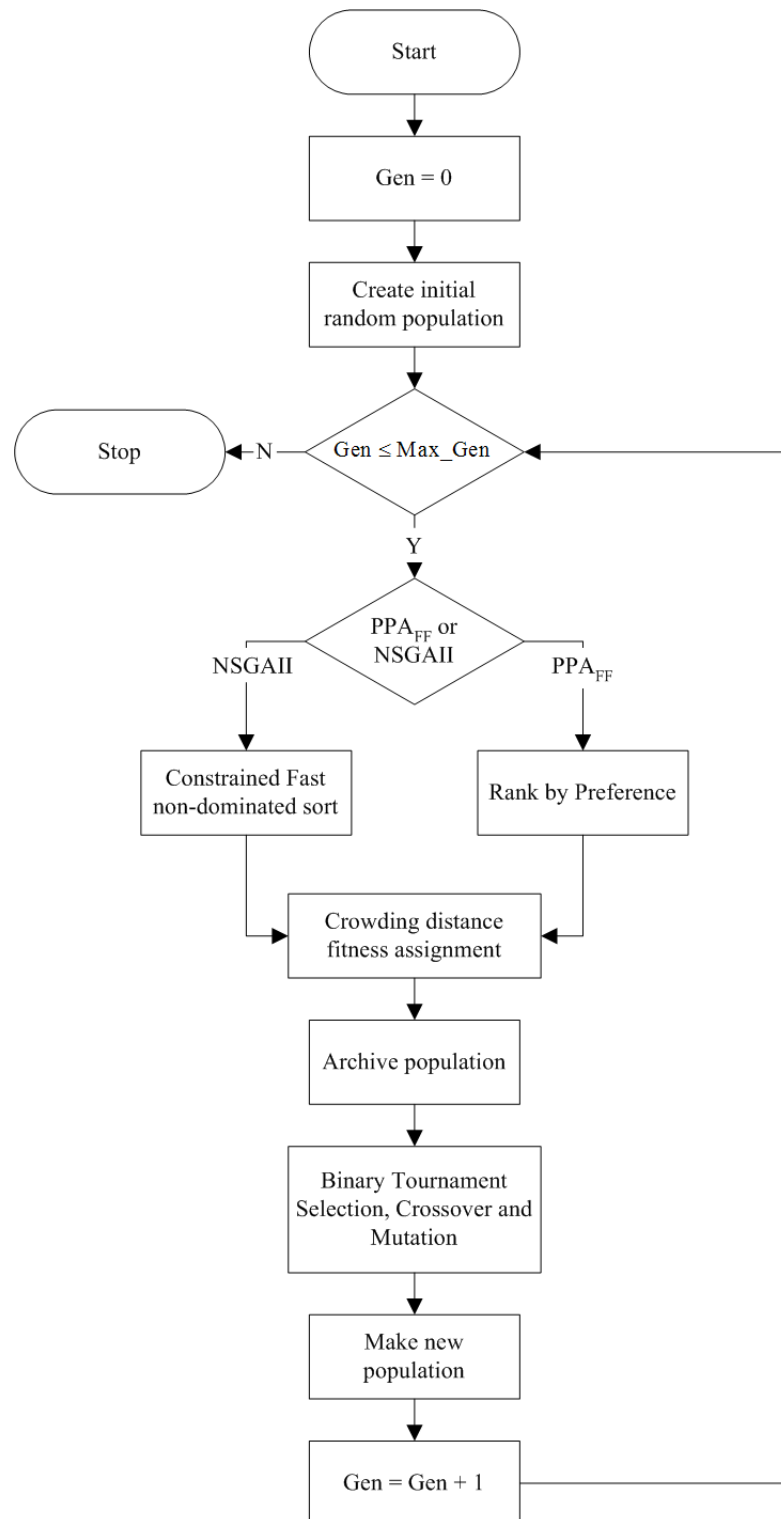 Start
Gen = 0
Create initial
random population
Gen ≤ Max_Gen
N
Stop
Y
PPA_FF or
NSGAII
NSGAII
PPA_FF
Constrained Fast
non-dominated sort
Rank by Preference
Crowding distance
fitness assignment
Archive population
Binary Tournament
Selection, Crossover and
Mutation
Make new
population
Gen = Gen + 1